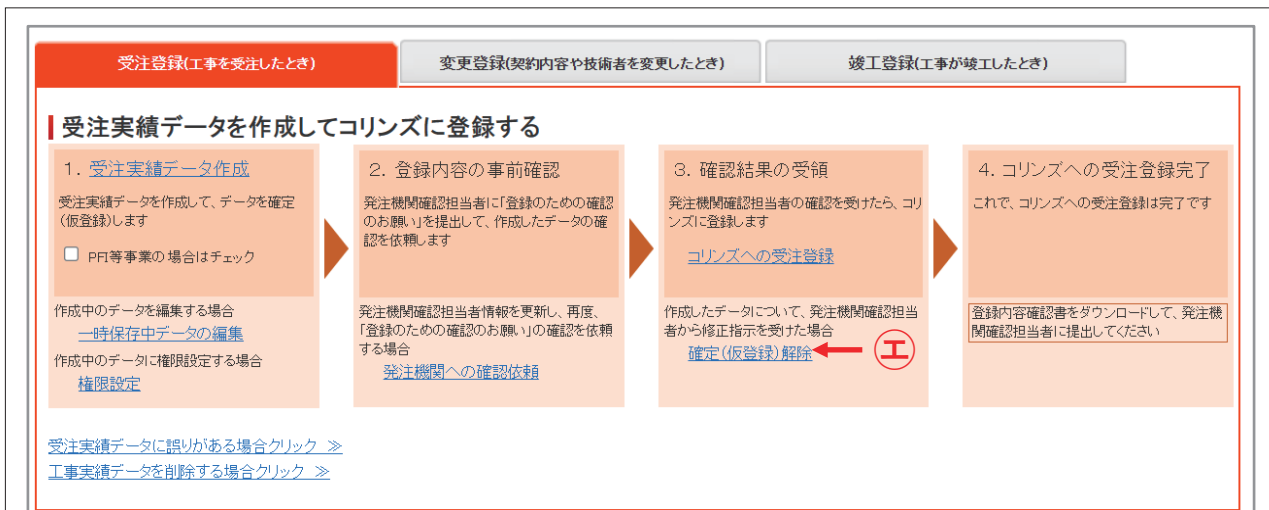 受注登録(工事を受注したとき)
変更登録(契約内容や技術者を変更したとき)
竣工登録(工事が竣工したとき)
受注実績データを作成してコリンズに登録する
1. 受注実績データ作成
受注実績データを作成して、データを確定
(仮登録)します
PFI等事業の場合はチェック
作成中のデータを編集する場合
一時保存中データの編集
作成中のデータに権限設定する場合
権限設定
2. 登録内容の事前確認
発注機関確認担当者に「登録のための確認
のお願い」を提出して、作成したデータの確
認を依頼します
発注機関確認担当者情報を更新し、再度、
「登録のための確認のお願い」の確認を依頼
する場合
発注機関への確認依頼
3. 確認結果の受領
発注機関確認担当者の確認を受けたら、コリ
ンズに登録します
コリンズへの受注登録
作成したデータについて、発注機関確認担当
者から修正指示を受けた場合
確定(仮登録)解除
エ
4. コリンズへの受注登録完了
これで、コリンズへの受注登録は完了です
登録内容確認書をダウンロードして、発注機
関確認担当者に提出してください
受注実績データに誤りがある場合クリック ≫
工事実績データを削除する場合クリック ≫